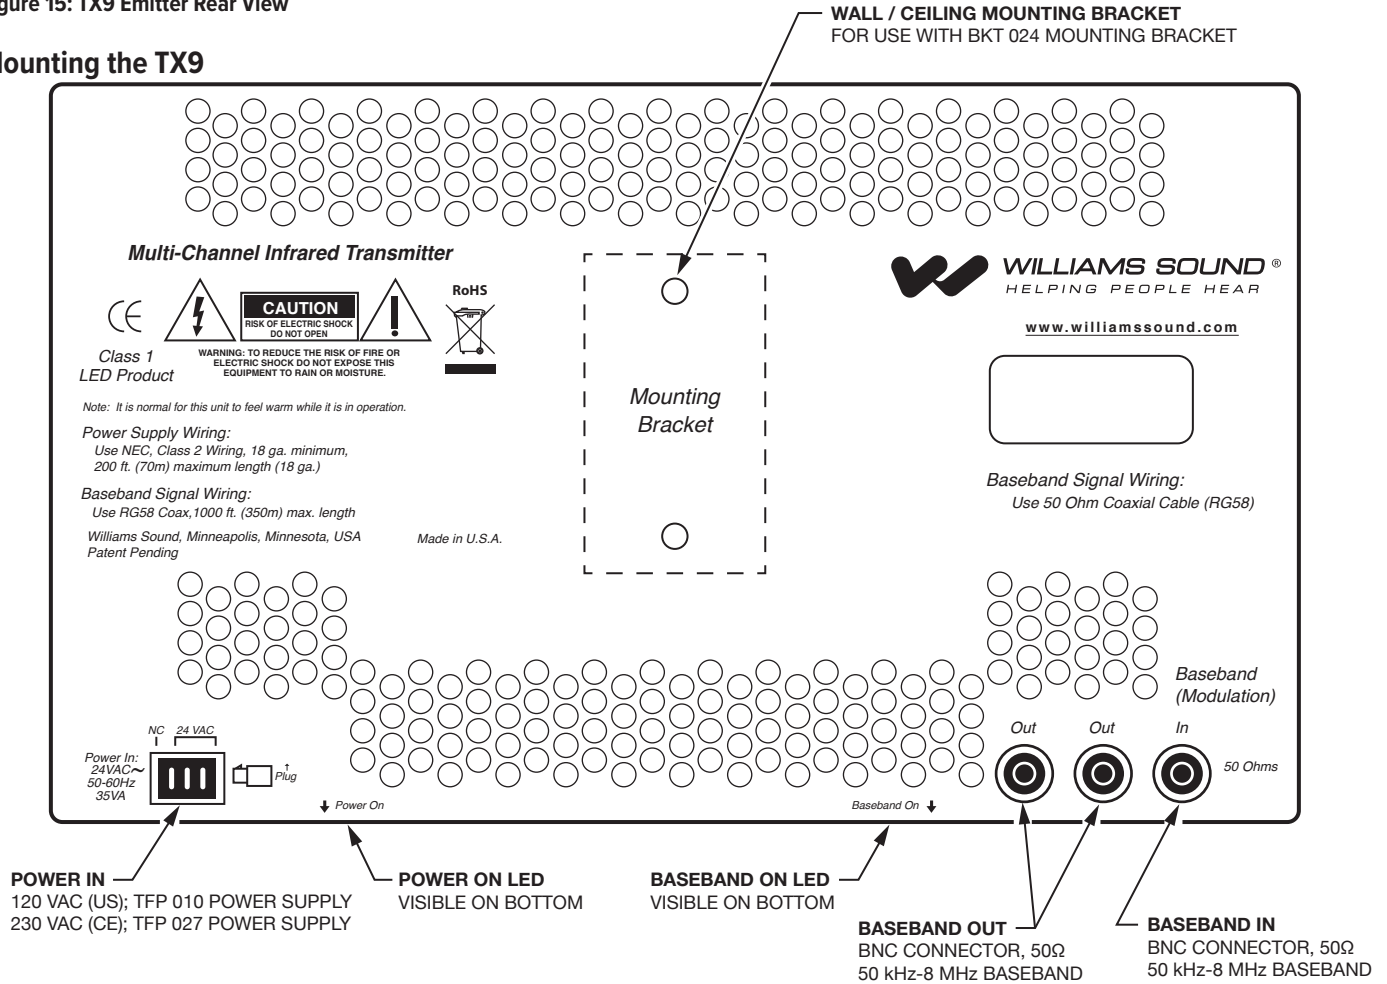 gure 15: TX9 Emitter Rear View
ounting the TX9
WALL / CEILING MOUNTING BRACKET
FOR USE WITH BKT 024 MOUNTING BRACKET
Multi-Channel Infrared Transmitter
CE
Class 1
LED Product
CAUTION
RISK OF ELECTRIC SHOCK
DO NOT OPEN
WARNING: TO REDUCE THE RISK OF FIRE OR
ELECTRIC SHOCK DO NOT EXPOSE THIS
EQUIPMENT TO RAIN OR MOISTURE.
RoHS
Note: It is normal for this unit to feel warm while it is in operation.
Power Supply Wiring:
Use NEC, Class 2 Wiring, 18 ga. minimum,
200 ft. (70m) maximum length (18 ga.)
Baseband Signal Wiring:
Use RG58 Coax,1000 ft. (350m) max. length
Williams Sound, Minneapolis, Minnesota, USA
Patent Pending
Made in U.S.A.
Mounting
Bracket
WILLIAMS SOUND ®
HELPING PEOPLE HEAR
www.williamssound.com
Baseband Signal Wiring:
Use 50 Ohm Coaxial Cable (RG58)
Baseband
(Modulation)
NC 24 VAC
Power In:
24VAC~
50-60Hz
35VA
↑
Plug
Power On
Baseband On
Out Out In
50 Ohms
POWER IN
120 VAC (US); TFP 010 POWER SUPPLY
230 VAC (CE); TFP 027 POWER SUPPLY
POWER ON LED
VISIBLE ON BOTTOM
BASEBAND ON LED
VISIBLE ON BOTTOM
BASEBAND OUT
BNC CONNECTOR, 50Ω
50 kHz-8 MHz BASEBAND
BASEBAND IN
BNC CONNECTOR, 50Ω
50 kHz-8 MHz BASEBAND